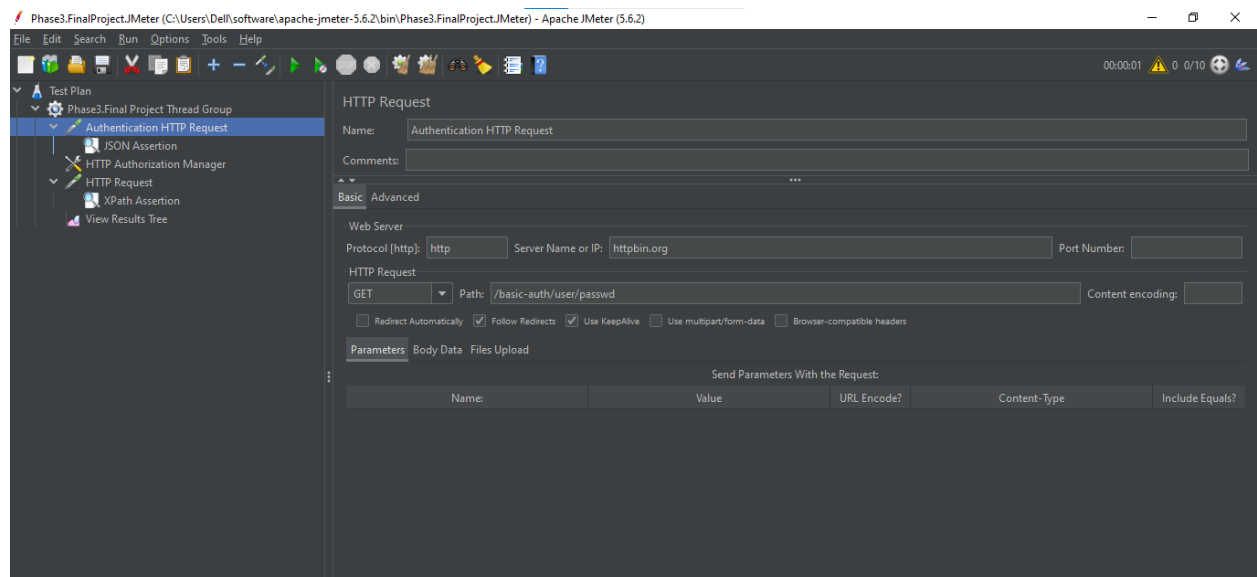 Phase3.FinalProject.JMeter (C:\Users\Dell\software\apache-jmeter-5.6.2\bin\Phase3.FinalProject.JMeter) - Apache JMeter (5.6.2)
File Edit Search Run Options Tools Help
00:00:01 0 0/10
Test Plan
Phase3.Final Project Thread Group
Authentication HTTP Request
JSON Assertion
HTTP Authorization Manager
HTTP Request
XPath Assertion
View Results Tree
HTTP Request
Name: Authentication HTTP Request
Comments:
Basic Advanced
Web Server
Protocol [http]: http Server Name or IP: httpbin.org Port Number:
HTTP Request
GET Path: /basic-auth/user/passwd Content encoding:
Redirect Automatically Follow Redirects Use KeepAlive Use multipart/form-data Browser-compatible headers
Parameters Body Data Files Upload
Send Parameters With the Request:
Name: Value URL Encode? Content-Type Include Equals?